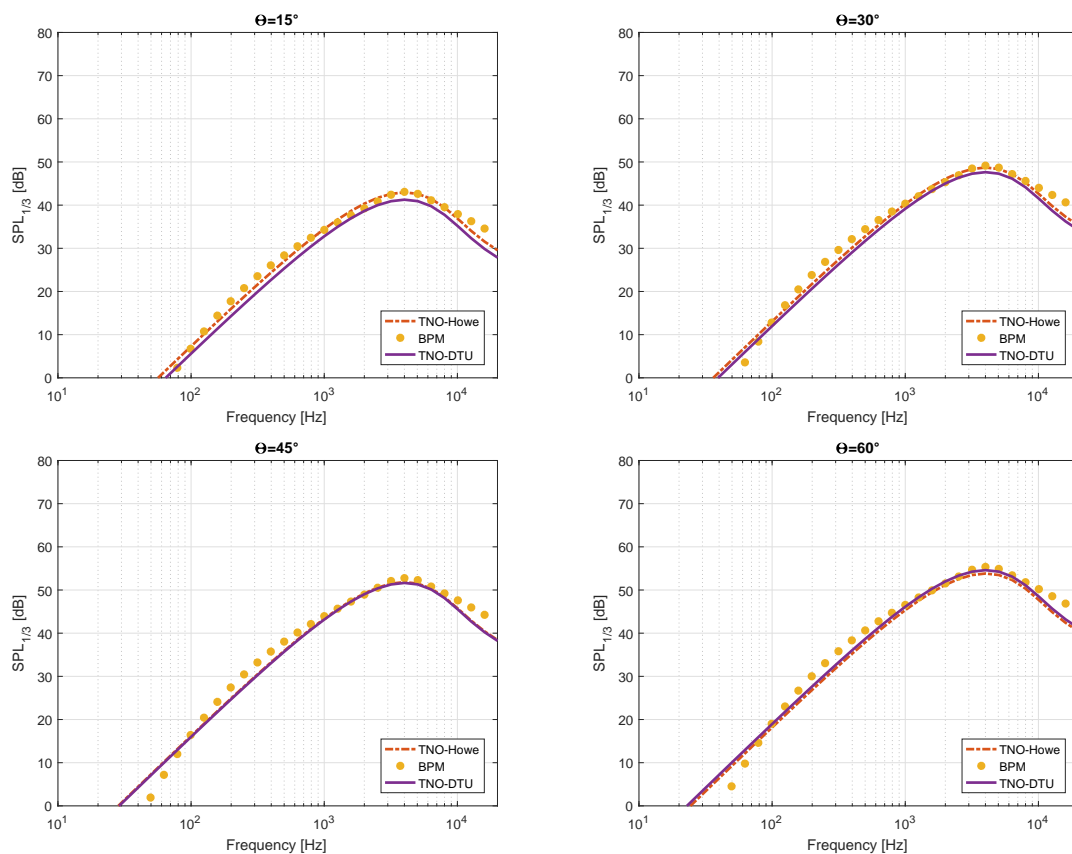 Ө=15°
80
70
60
50
40
30
20
10
0
SPL1/3 [dB]
TNO-Howe
BPM
TNO-DTU
10^1 10^2 10^3 10^4
Frequency [Hz]
Ө=30°
80
70
60
50
40
30
20
10
0
SPL1/3 [dB]
TNO-Howe
BPM
TNO-DTU
10^1 10^2 10^3 10^4
Frequency [Hz]
Ө=45°
80
70
60
50
40
30
20
10
0
SPL1/3 [dB]
TNO-Howe
BPM
TNO-DTU
10^1 10^2 10^3 10^4
Frequency [Hz]
Ө=60°
80
70
60
50
40
30
20
10
0
SPL1/3 [dB]
TNO-Howe
BPM
TNO-DTU
10^1 10^2 10^3 10^4
Frequency [Hz]